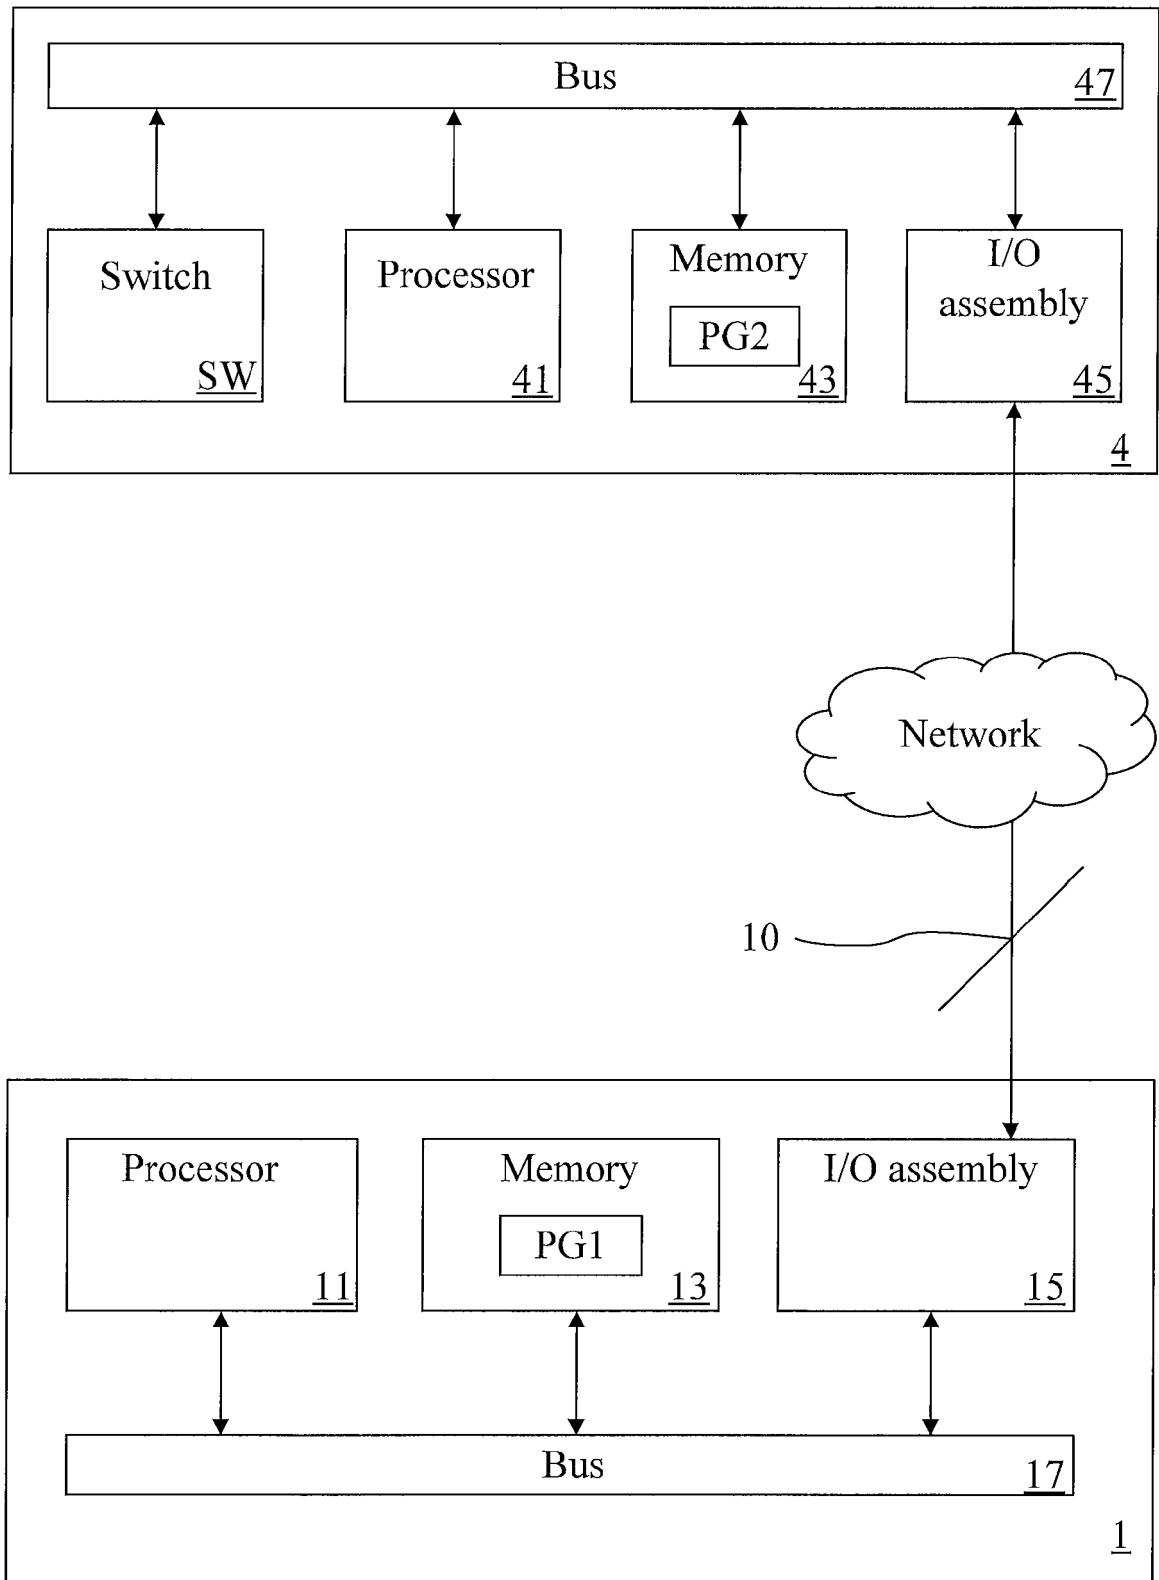 Bus
47
Switch
SW
Processor
41
Memory
PG2
43
I/O
assembly
45
4
Network
10
Processor
11
Memory
PG1
13
I/O assembly
15
Bus
17
1